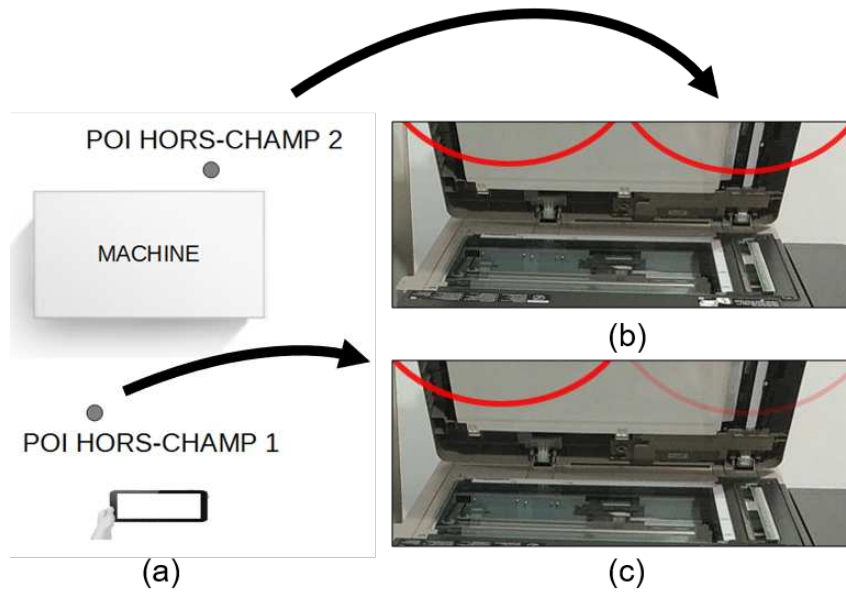 POI HORS-CHAMP 2
MACHINE
POI HORS-CHAMP 1
(a)
(b)
(c)